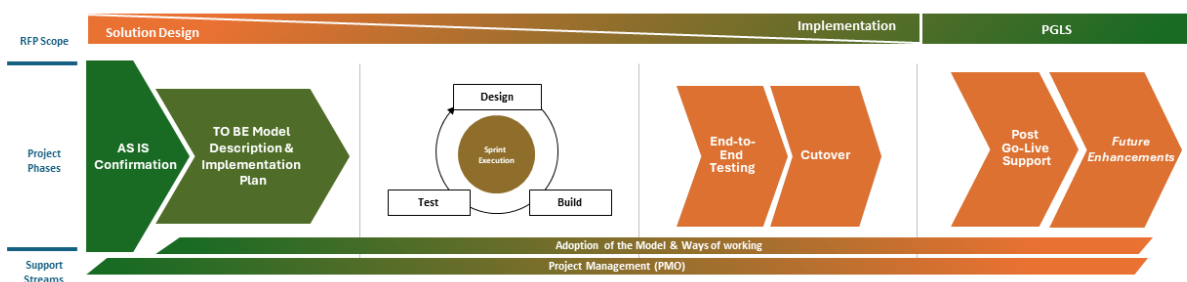 RFP Scope
Solution Design
Implementation
PGLS
Project
Phases
AS IS
Confirmation
TO BE Model
Description &
Implementation
Plan
Design
Sprint
Execution
Test
Build
End-to-
End
Testing
Cutover
Post
Go-Live
Support
Future
Enhancements
Support
Streams
Adoption of the Model & Ways of working
Project Management (PMO)